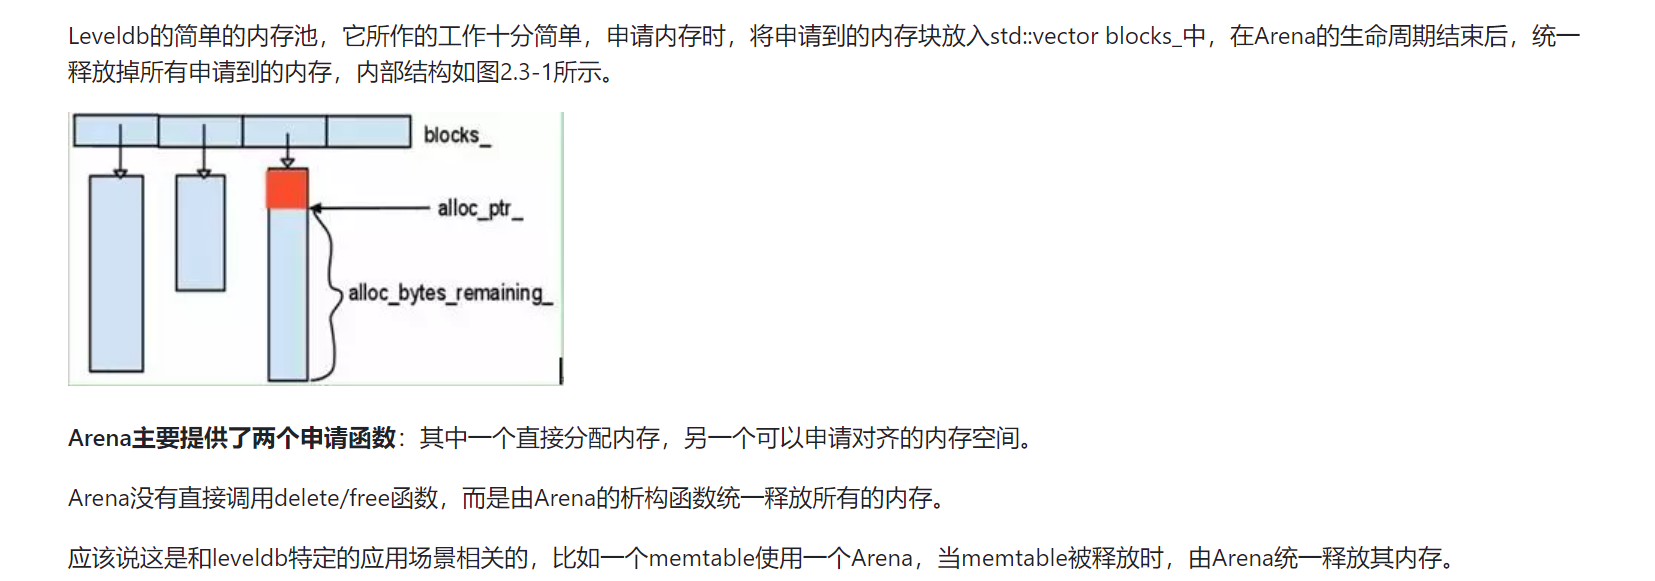 Leveldb的简单的内存池，它所作的工作十分简单，申请内存时，将申请到的内存块放入std::vector blocks_中，在Arena的生命周期结束后，统一
释放掉所有申请到的内存，内部结构如图2.3-1所示。
blocks_
alloc_ptr_
alloc_bytes_remaining_
Arena主要提供了两个申请函数：其中一个直接分配内存，另一个可以申请对齐的内存空间。
Arena没有直接调用delete/free函数，而是由Arena的析构函数统一释放所有的内存。
应该说这是和leveldb特定的应用场景相关的，比如一个memtable使用一个Arena，当memtable被释放时，由Arena统一释放其内存。